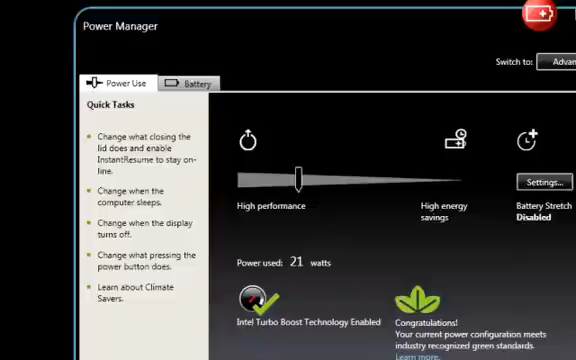 Power Manager
Switch to:
Power Use
Battery
Quick Tasks
Change what closing the
lid does and enable
InstantResume to stay on-
line.
Change when the
computer sleeps.
Change when the display
turns off.
Change what pressing the
power button does.
Learn about Climate
Savers.
High performance
High energy
savings
Settings...
Battery Stretch
Disabled
Power used: 21 watts
Intel Turbo Boost Technology Enabled
Congratulations!
Your current power configuration meets
industry recognized green standards.
Learn more.